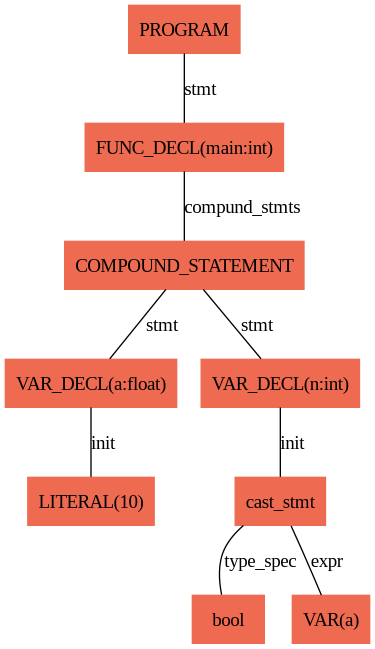 PROGRAM
stmt
FUNC_DECL(main:int)
compund_stmts
COMPOUND_STATEMENT
stmt stmt
VAR_DECL(a:float) VAR_DECL(n:int)
init init
LITERAL(10) cast_stmt
type_spec expr
bool VAR(a)